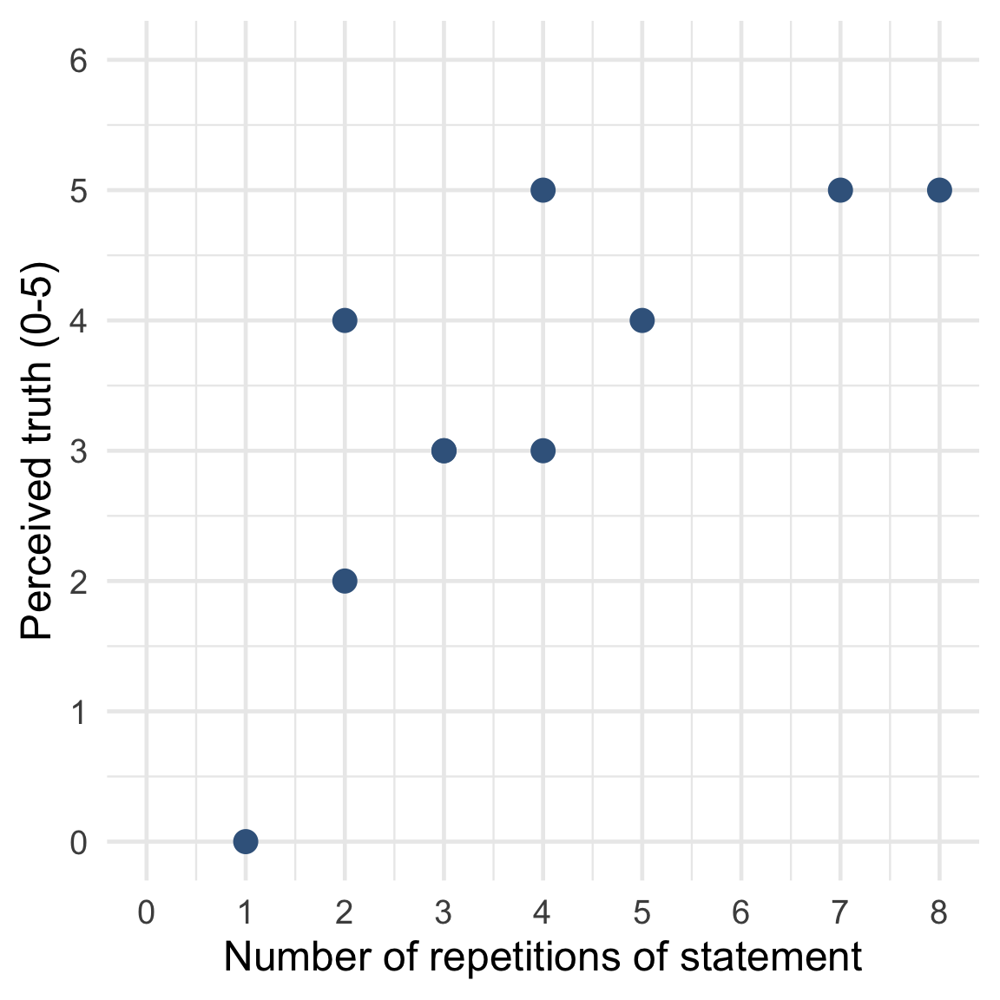 6
5
4
3
2
1
0
Perceived truth (0-5)
0 1 2 3 4 5 6 7 8
Number of repetitions of statement